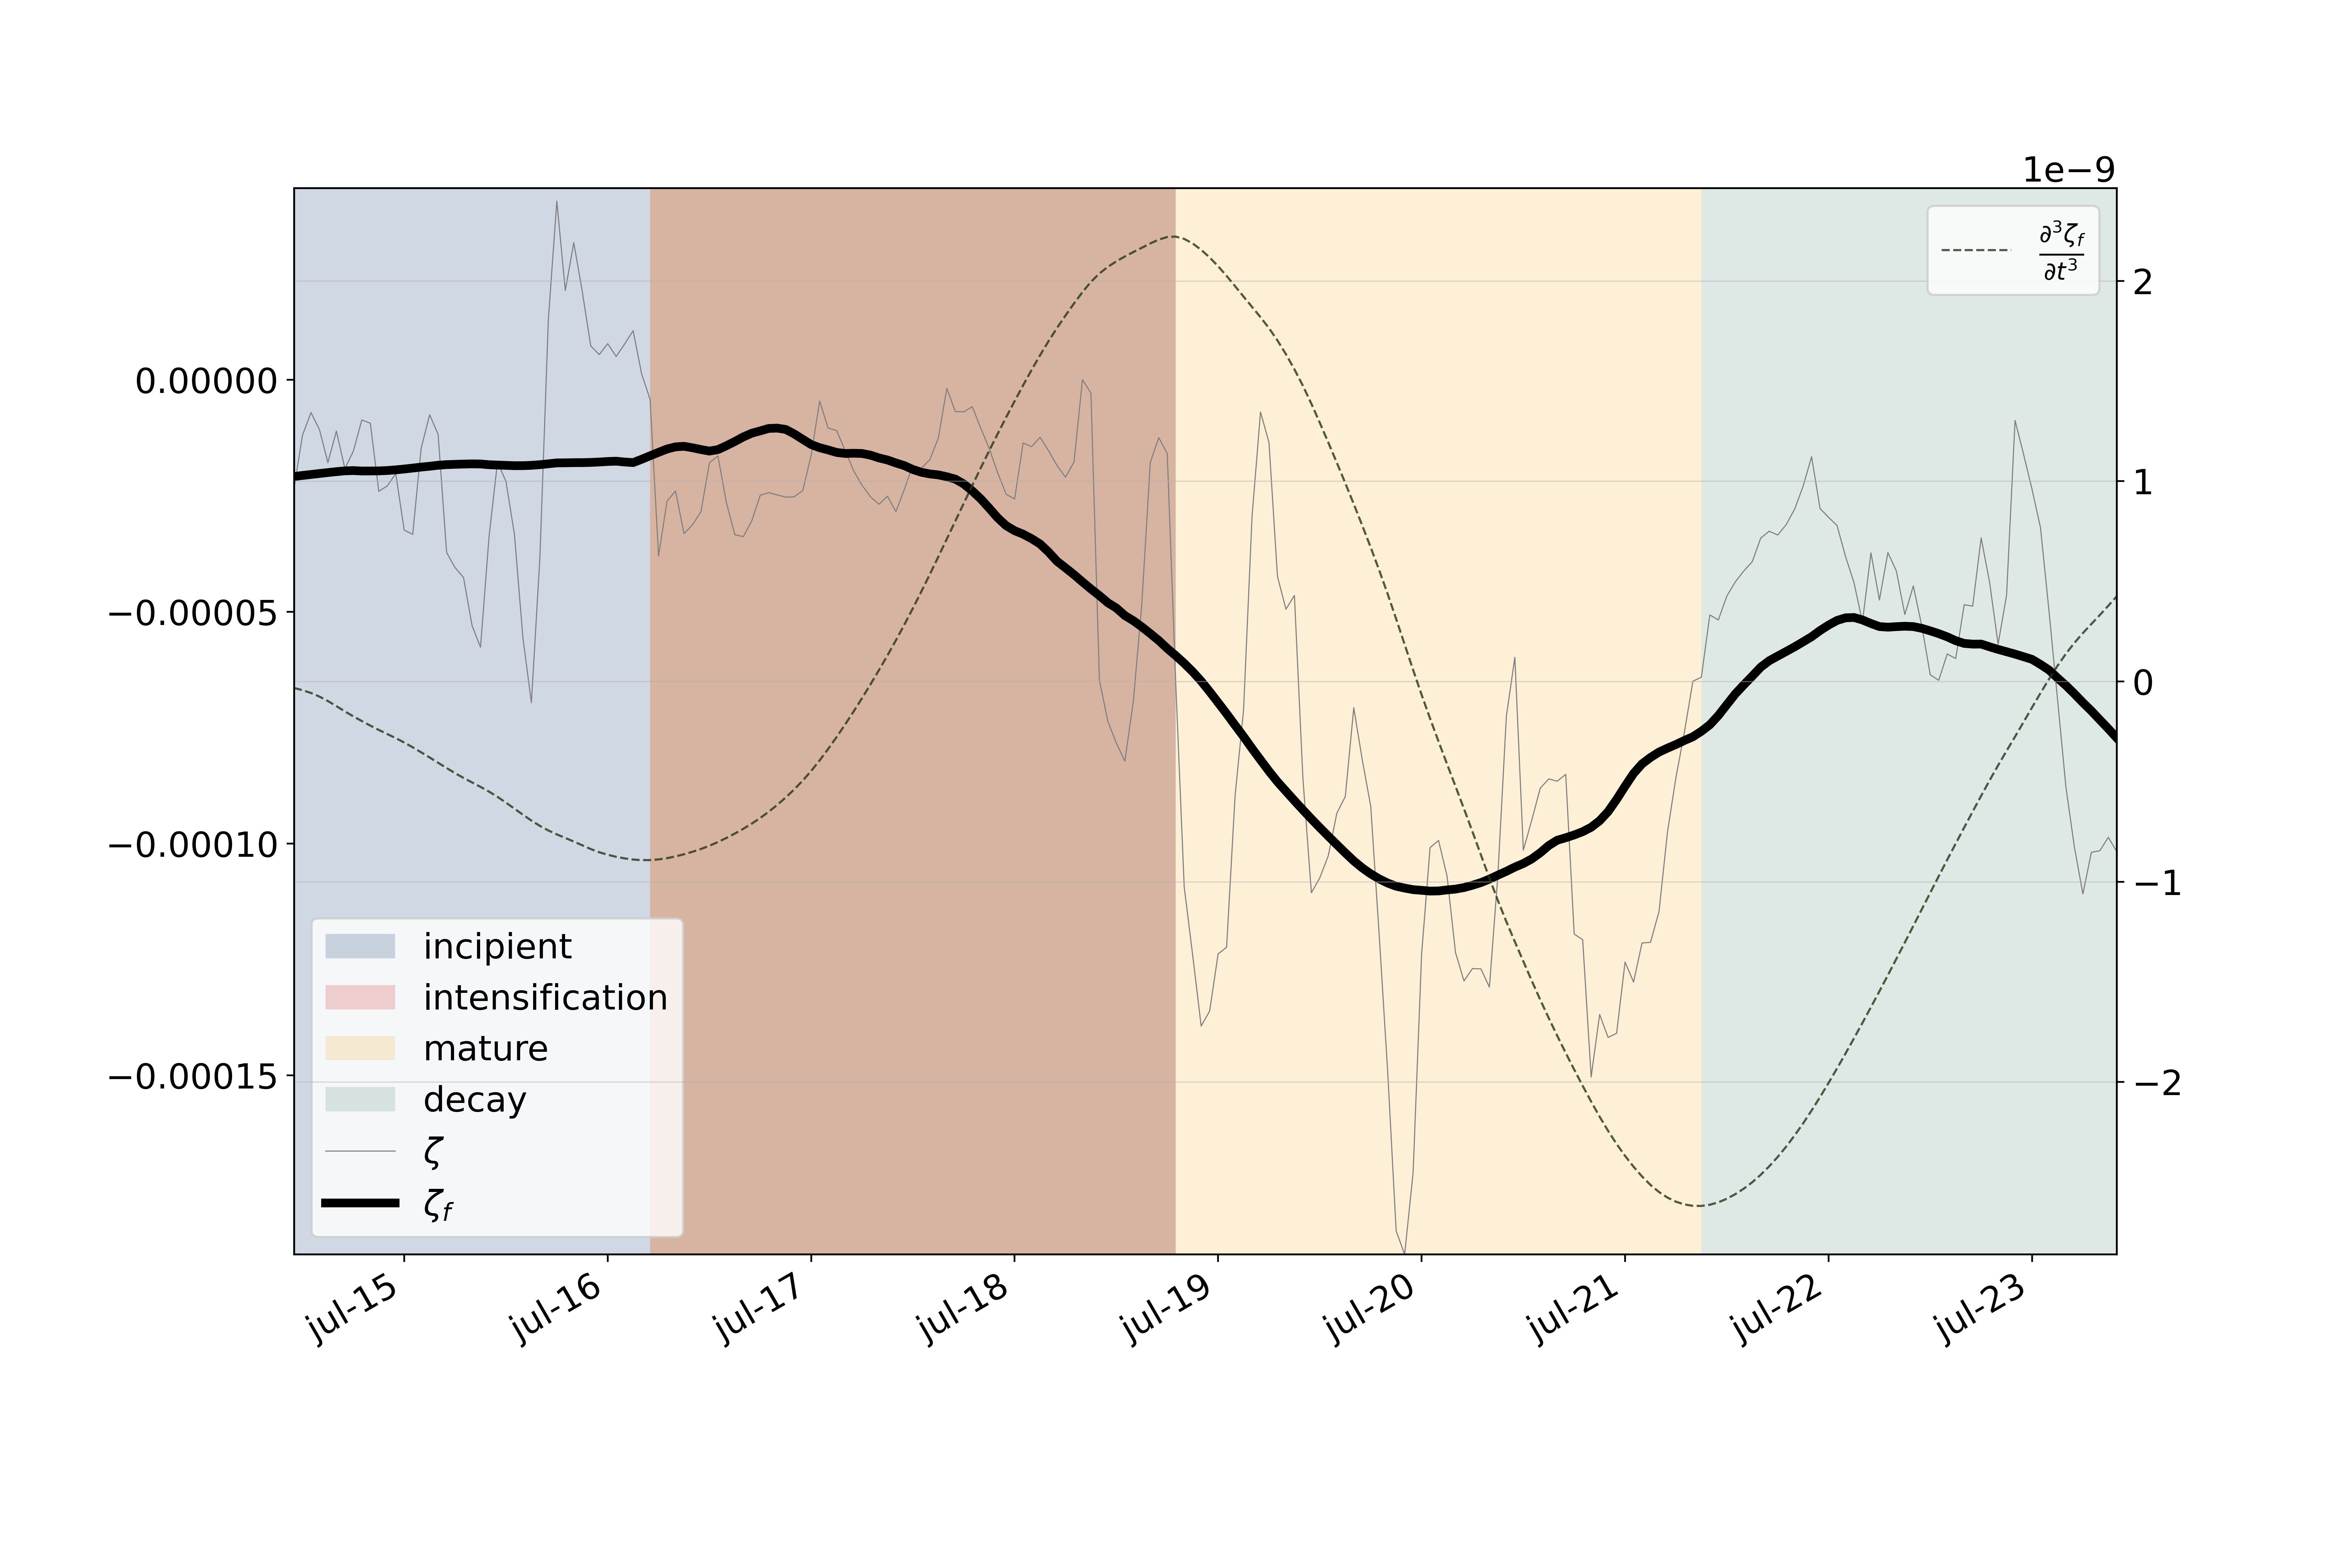 1e−9
∂³ζf
∂t³
2
1
0
−1
−2
0.00000
−0.00005
−0.00010
−0.00015
incipient
intensification
mature
decay
ζ
ζf
jul-15
jul-16
jul-17
jul-18
jul-19
jul-20
jul-21
jul-22
jul-23